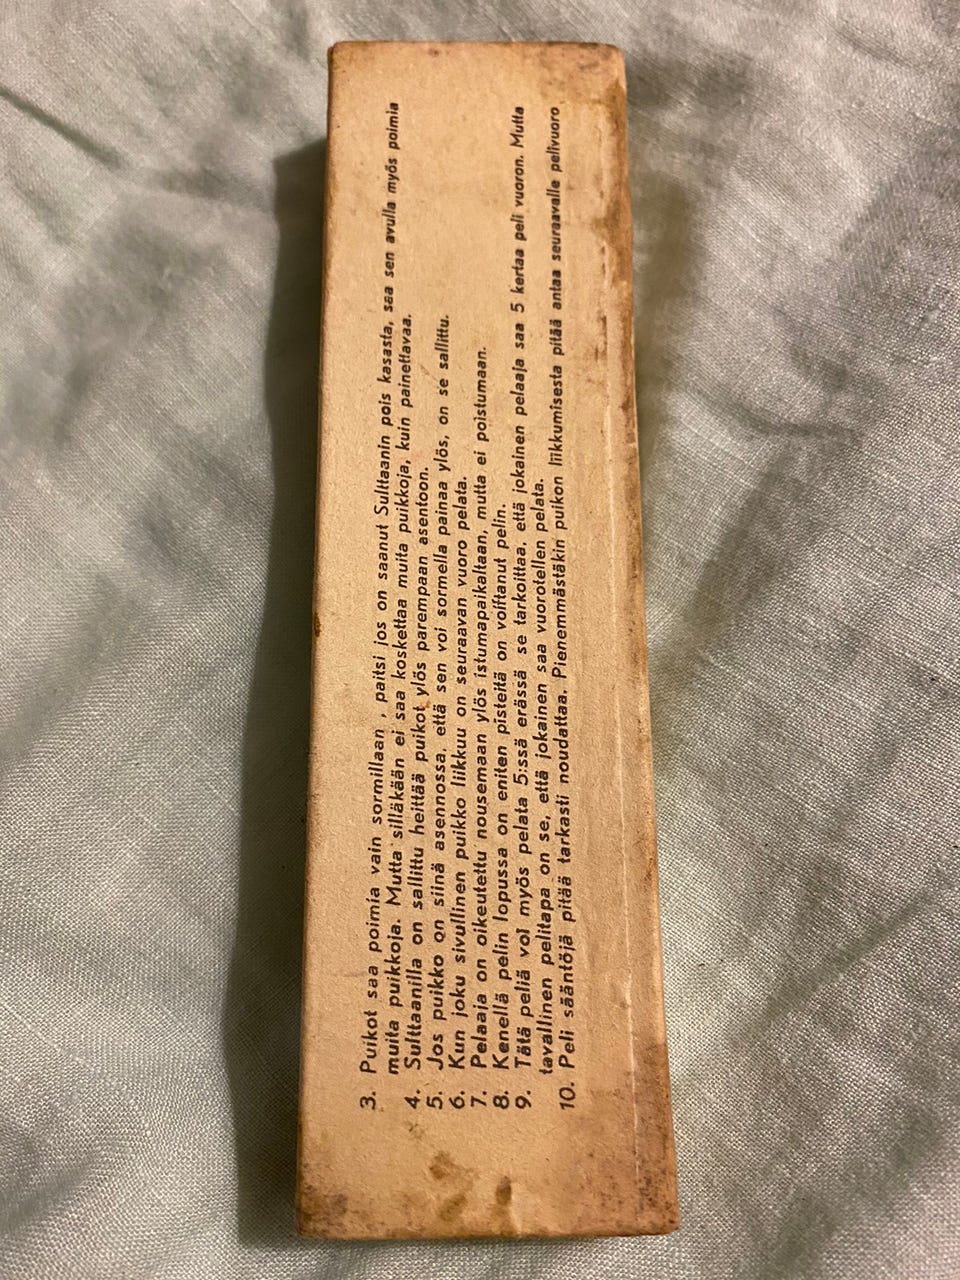 3. Puikot saa poimia vain sormillaan , paitsi jos on saanut Sulttaanin pois kasasta, saa sen avulla myös poimia
muita puikkoja. Mutta silläkään ei saa koskettaa muita puikkoja, kuin painettavaa.
4. Sulttaanilla on sallittu heittää puikot ylös parempaan asentoon.
5. Jos puikko on siinä asennossa, että sen voi sormella painaa ylös, on se sallittu.
6. Kun joku sivullinen puikko liikkuu on seuraavan vuoro pelata.
7. Pelaaja on oikeutettu nousemaan ylös istumapaikaltaan, mutta ei poistumaan.
8. Kenellä pelin lopussa on eniten pisteitä on voittanut pelin.
9. Tätä peliä voi myös pelata 5:ssä erässä se tarkoittaa, että jokainen pelaaja saa 5 kertaa peli vuoron. Mutta
tavallinen pelitapa on se, että jokainen saa vuorotellen pelata.
10. Peli sääntöjä pitää tarkasti noudattaa. Pienemmästäkin puikon liikkumisesta pitää antaa seuraavalle pelivuoro